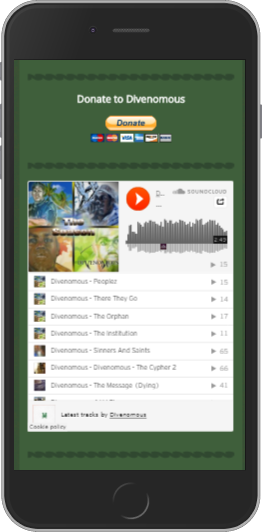 Donate to Divenomous
Donate
VISA
SOUNDCLOUD
2:45
15
Divenomous - Peoplez 15
Divenomous - There They Go 14
Divenomous - The Orphan 17
Divenomous - The Institution 11
Divenomous - Sinners And Saints 65
Divenomous - Divenomous - The Cypher 2 66
Divenomous - The Message (Dying) 41
Latest tracks by Divenomous
Cookie policy